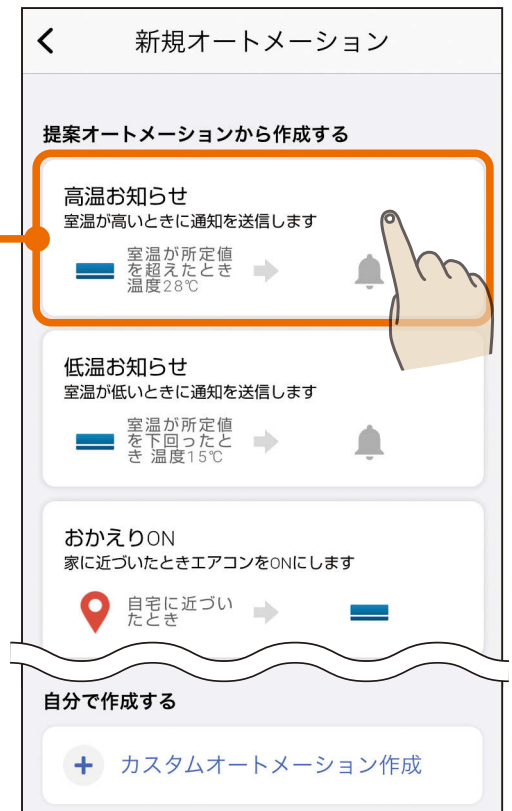 新規オートメーション
提案オートメーションから作成する
高温お知らせ
室温が高いときに通知を送信します
室温が所定値
を超えたとき
温度28℃
低温お知らせ
室温が低いときに通知を送信します
室温が所定値
を下回ったと
き 温度15℃
おかえりON
家に近づいたときエアコンをONにします
自宅に近づい
たとき
自分で作成する
+ カスタムオートメーション作成